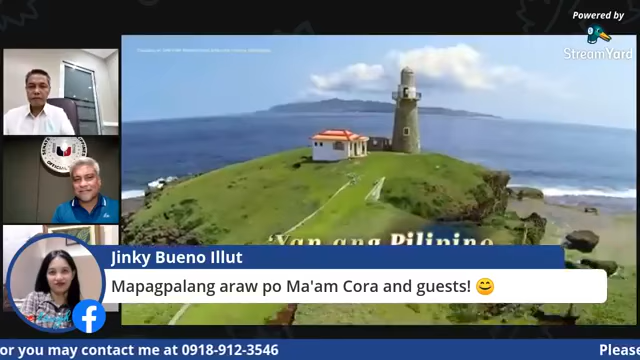 Powered by
StreamYard
'Yan ang Pilipino
Jinky Bueno Illut
Mapagpalang araw po Ma'am Cora and guests! 😊
or you may contact me at 0918-912-3546
Please